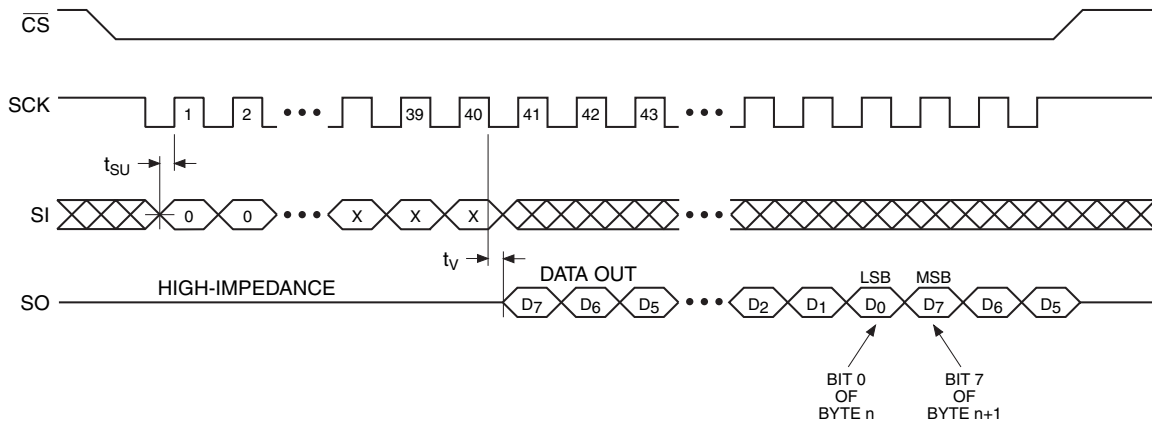 CS
SCK 1 2 ••• 39 40 41 42 43 •••
tSU
SI 0 0 ••• X X X •••
tV
DATA OUT LSB MSB
HIGH-IMPEDANCE
SO D7 D6 D5 ••• D2 D1 D0 D7 D6 D5
BIT 0 OF BYTE n
BIT 7 OF BYTE n+1